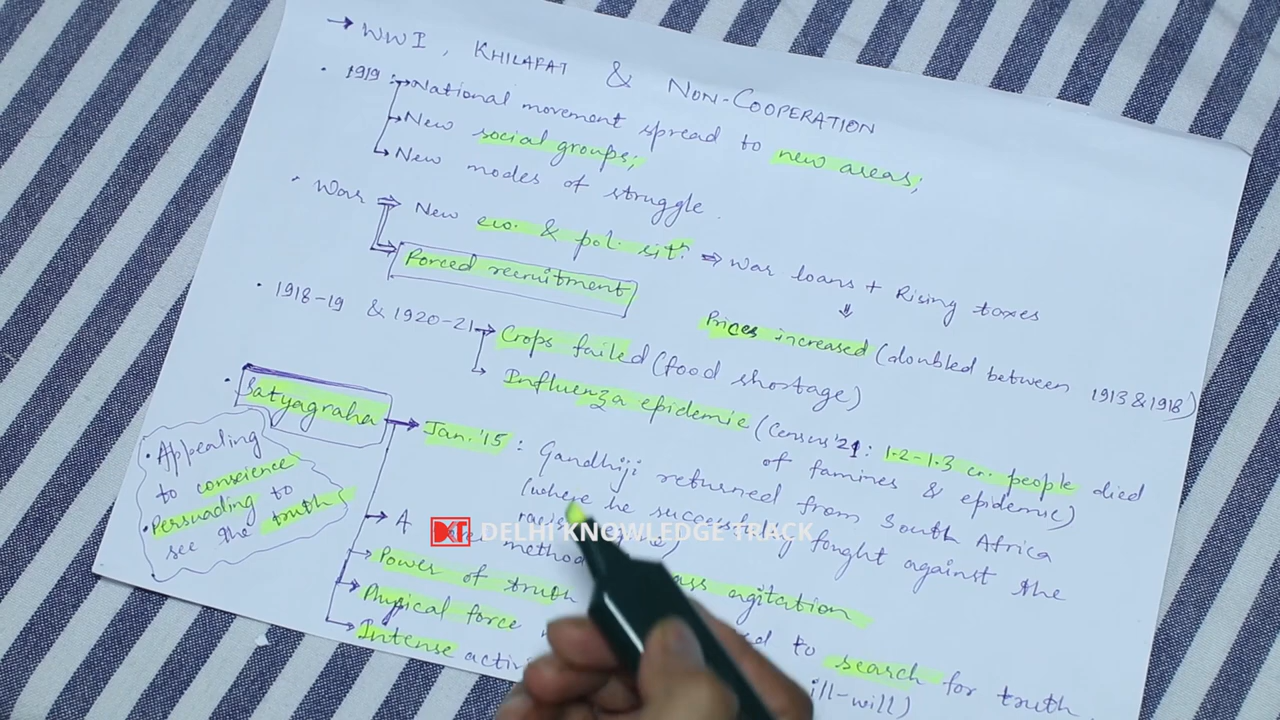 → WWI, KHILAFAT & NON-COOPERATION
• 1919 : → National movement spread to new areas;
→ New social groups;
→ New modes of struggle.
• War ⇒ New eco. & pol. sitⁿ ⇒ War loans + Rising taxes
⇓
Forced recruitment
Prices increased (doubled between 1913 & 1918)
• 1918-19 & 1920-21 → Crops failed (food shortage)
→ Influenza epidemic (Census '21: 1.2-1.3 cr. people died
of famines & epidemic)
• Satyagraha → Jan. '15 : Gandhiji returned from South Africa
(where he successfully fought against the
• Appealing
to conscience
• Persuading to
see the truth
→ A method mass agitation
→ Power of truth to search for truth
→ Physical force ill-will)
→ Intense
DKT DELHI KNOWLEDGE TRACK